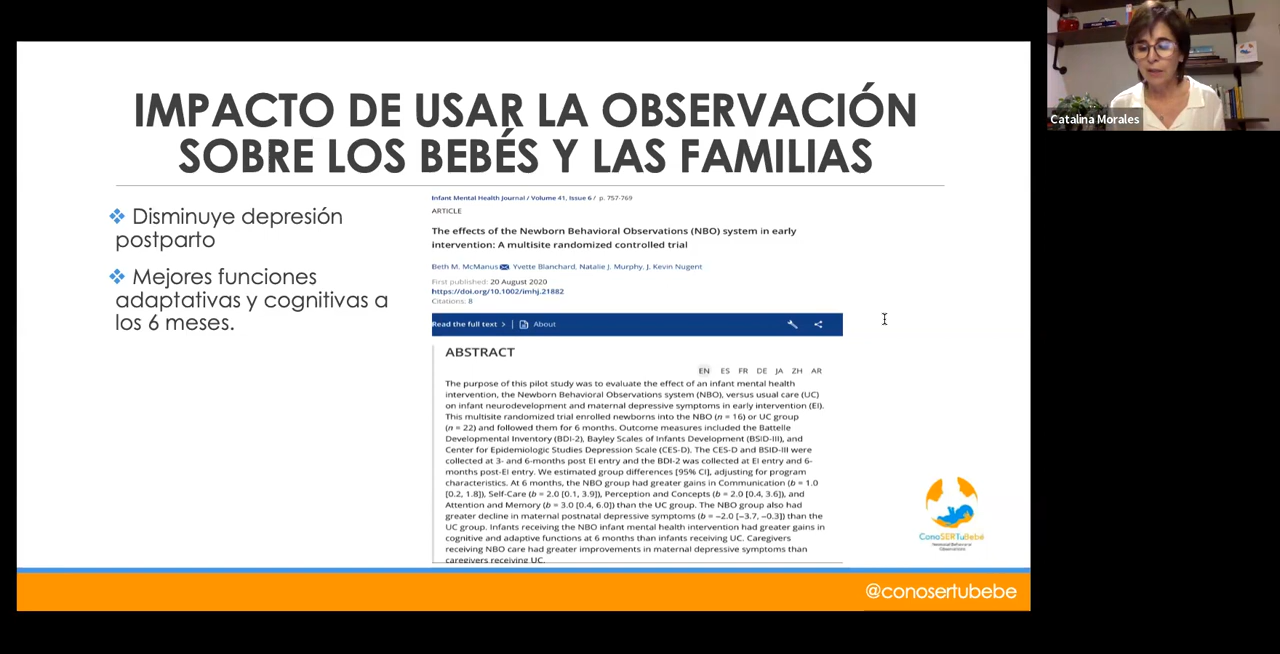 IMPACTO DE USAR LA OBSERVACIÓN
SOBRE LOS BEBÉS Y LAS FAMILIAS
Disminuye depresión
postparto
Mejores funciones
adaptativas y cognitivas a
los 6 meses.
Infant Mental Health Journal / Volume 41, Issue 6 / p. 757-769
ARTICLE
The effects of the Newborn Behavioral Observations (NBO) system in early
intervention: A multisite randomized controlled trial
Beth M. McManus, Yvette Blanchard, Natalie J. Murphy, J. Kevin Nugent
First published: 20 August 2020
https://doi.org/10.1002/imhj.21882
Citations: 8
Read the full text > | About
ABSTRACT
EN ES FR DE JA ZH AR
The purpose of this pilot study was to evaluate the effect of an infant mental health
intervention, the Newborn Behavioral Observations system (NBO), versus usual care (UC)
on infant neurodevelopment and maternal depressive symptoms in early intervention (EI).
This multisite randomized trial enrolled newborns into the NBO (n = 16) or UC group
(n = 22) and followed them for 6 months. Outcome measures included the Battelle
Developmental Inventory (BDI-2), Bayley Scales of Infants Development (BSID-III), and
Center for Epidemiologic Studies Depression Scale (CES-D). The CES-D and BSID-III were
collected at 3- and 6-months post EI entry and the BDI-2 was collected at EI entry and 6-
months post-EI entry. We estimated group differences [95% CI], adjusting for program
characteristics. At 6 months, the NBO group had greater gains in Communication (b = 1.0
[0.2, 1.8]), Self-Care (b = 2.0 [0.1, 3.9]), Perception and Concepts (b = 2.0 [0.4, 3.6]), and
Attention and Memory (b = 3.0 [0.4, 6.0]) than the UC group. The NBO group also had
greater decline in maternal postnatal depressive symptoms (b = −2.0 [−3.7, −0.3]) than the
UC group. Infants receiving the NBO infant mental health intervention had greater gains in
cognitive and adaptive functions at 6 months than infants receiving UC. Caregivers
receiving NBO care had greater improvements in maternal depressive symptoms than
caregivers receiving UC.
ConoSERTuBebé
Newborn Behavioral
Observations
@conosertubebe
Catalina Morales